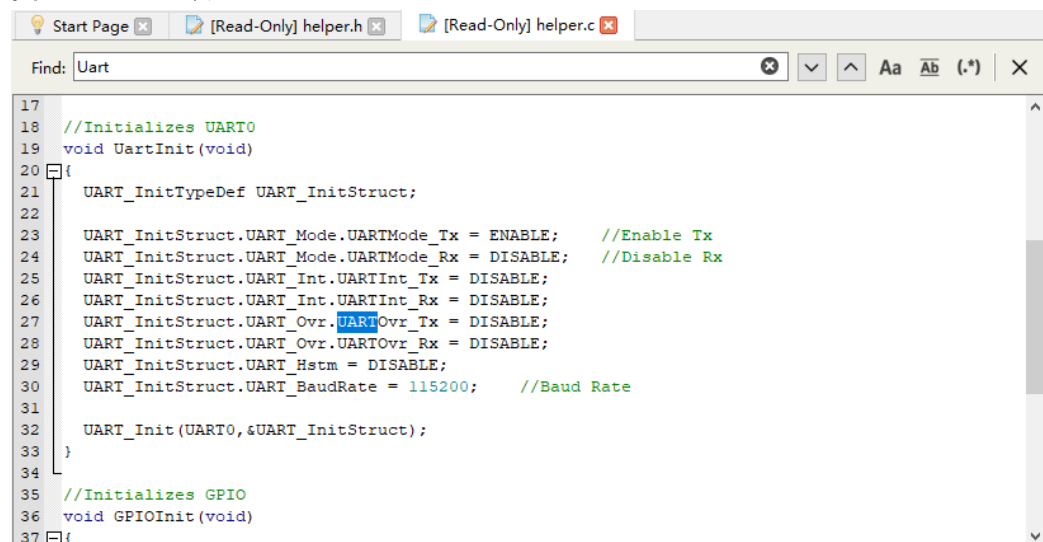 Start Page [Read-Only] helper.h [Read-Only] helper.c
Find: Uart Aa Ab (.*)
17
18 //Initializes UART0
19 void UartInit(void)
20 {
21 UART_InitTypeDef UART_InitStruct;
22
23 UART_InitStruct.UART_Mode.UARTMode_Tx = ENABLE; //Enable Tx
24 UART_InitStruct.UART_Mode.UARTMode_Rx = DISABLE; //Disable Rx
25 UART_InitStruct.UART_Int.UARTInt_Tx = DISABLE;
26 UART_InitStruct.UART_Int.UARTInt_Rx = DISABLE;
27 UART_InitStruct.UART_Ovr.UARTOvr_Tx = DISABLE;
28 UART_InitStruct.UART_Ovr.UARTOvr_Rx = DISABLE;
29 UART_InitStruct.UART_Hstm = DISABLE;
30 UART_InitStruct.UART_BaudRate = 115200; //Baud Rate
31
32 UART_Init(UART0,&UART_InitStruct);
33 }
34
35 //Initializes GPIO
36 void GPIOInit(void)
37 {